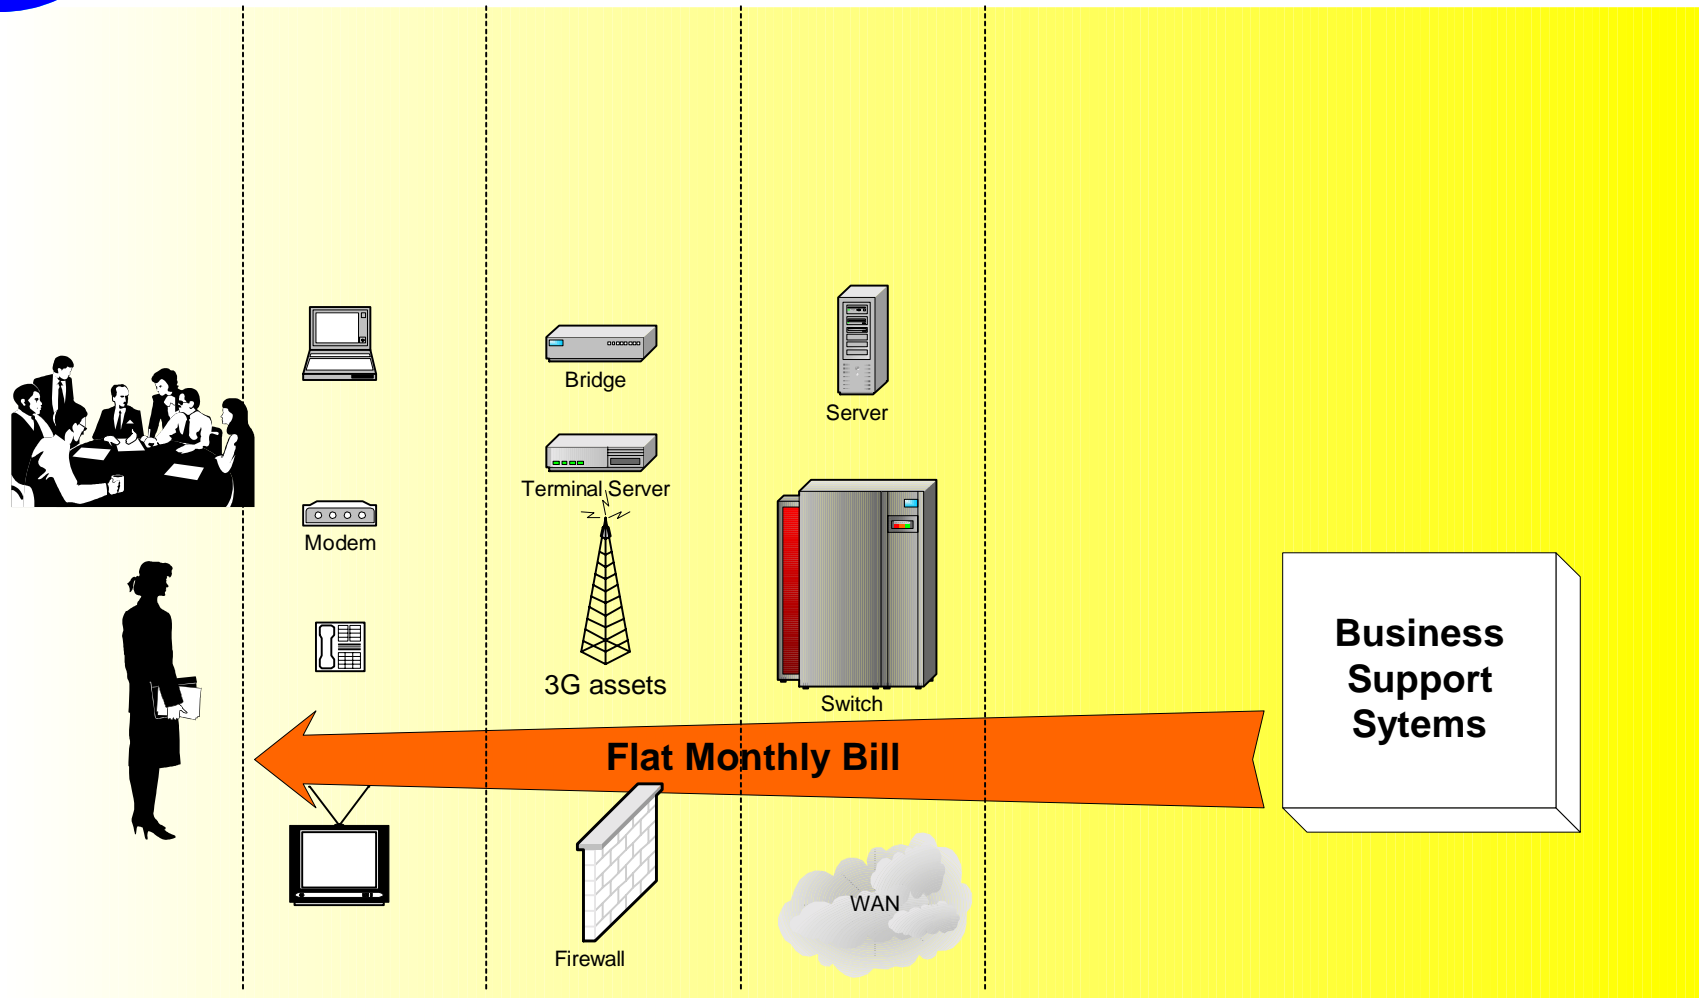 Bridge
Server
Terminal Server
Modem
3G assets
Switch
Business
Support
Sytems
Flat Monthly Bill
WAN
Firewall